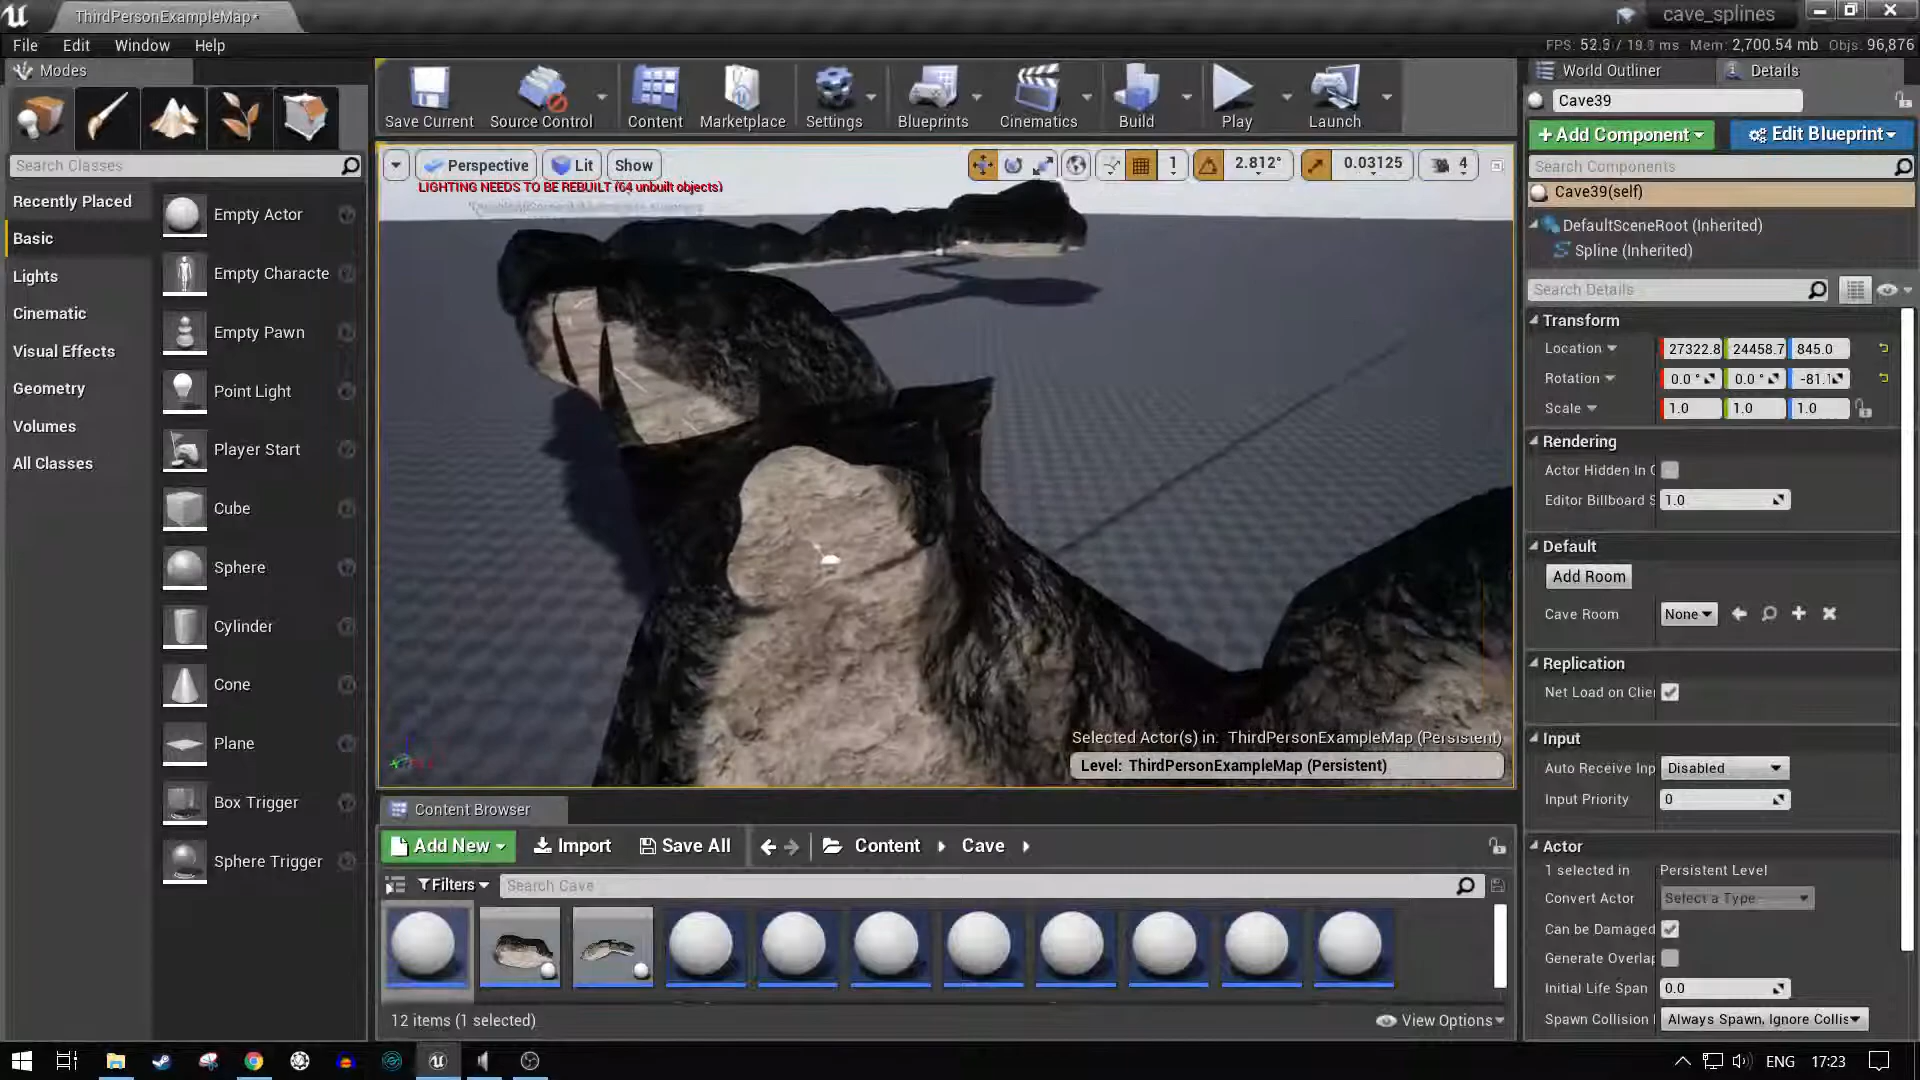 ThirdPersonExampleMap*
cave_splines
File Edit Window Help
FPS: 52.3 / 19.0 ms Mem: 2,700.54 mb Objs: 96,876
Modes
World Outliner
Details
Save Current
Source Control
Content
Marketplace
Settings
Blueprints
Cinematics
Build
Play
Launch
Cave39
+Add Component
Edit Blueprint
Search Classes
Search Components
Perspective
Lit
Show
1
2.812°
0.03125
4
LIGHTING NEEDS TO BE REBUILT (64 unbuilt objects)
Cave39(self)
DefaultSceneRoot (Inherited)
Spline (Inherited)
Recently Placed
Basic
Lights
Cinematic
Visual Effects
Geometry
Volumes
All Classes
Empty Actor
Empty Characte
Empty Pawn
Point Light
Player Start
Cube
Sphere
Cylinder
Cone
Plane
Box Trigger
Sphere Trigger
Search Details
Transform
Location 27322.8 24458.7 845.0
Rotation 0.0 ° 0.0 ° -81.1
Scale 1.0 1.0 1.0
Rendering
Actor Hidden In G
Editor Billboard S 1.0
Default
Add Room
Cave Room None
Replication
Net Load on Clie
Input
Auto Receive Inp Disabled
Input Priority 0
Actor
1 selected in Persistent Level
Convert Actor Select a Type
Can be Damaged
Generate Overlap
Initial Life Span 0.0
Spawn Collision Always Spawn, Ignore Collis
Selected Actor(s) in: ThirdPersonExampleMap (Persistent)
Level: ThirdPersonExampleMap (Persistent)
Content Browser
Add New
Import
Save All
Content
Cave
Filters
Search Cave
12 items (1 selected)
View Options
ENG
17:23